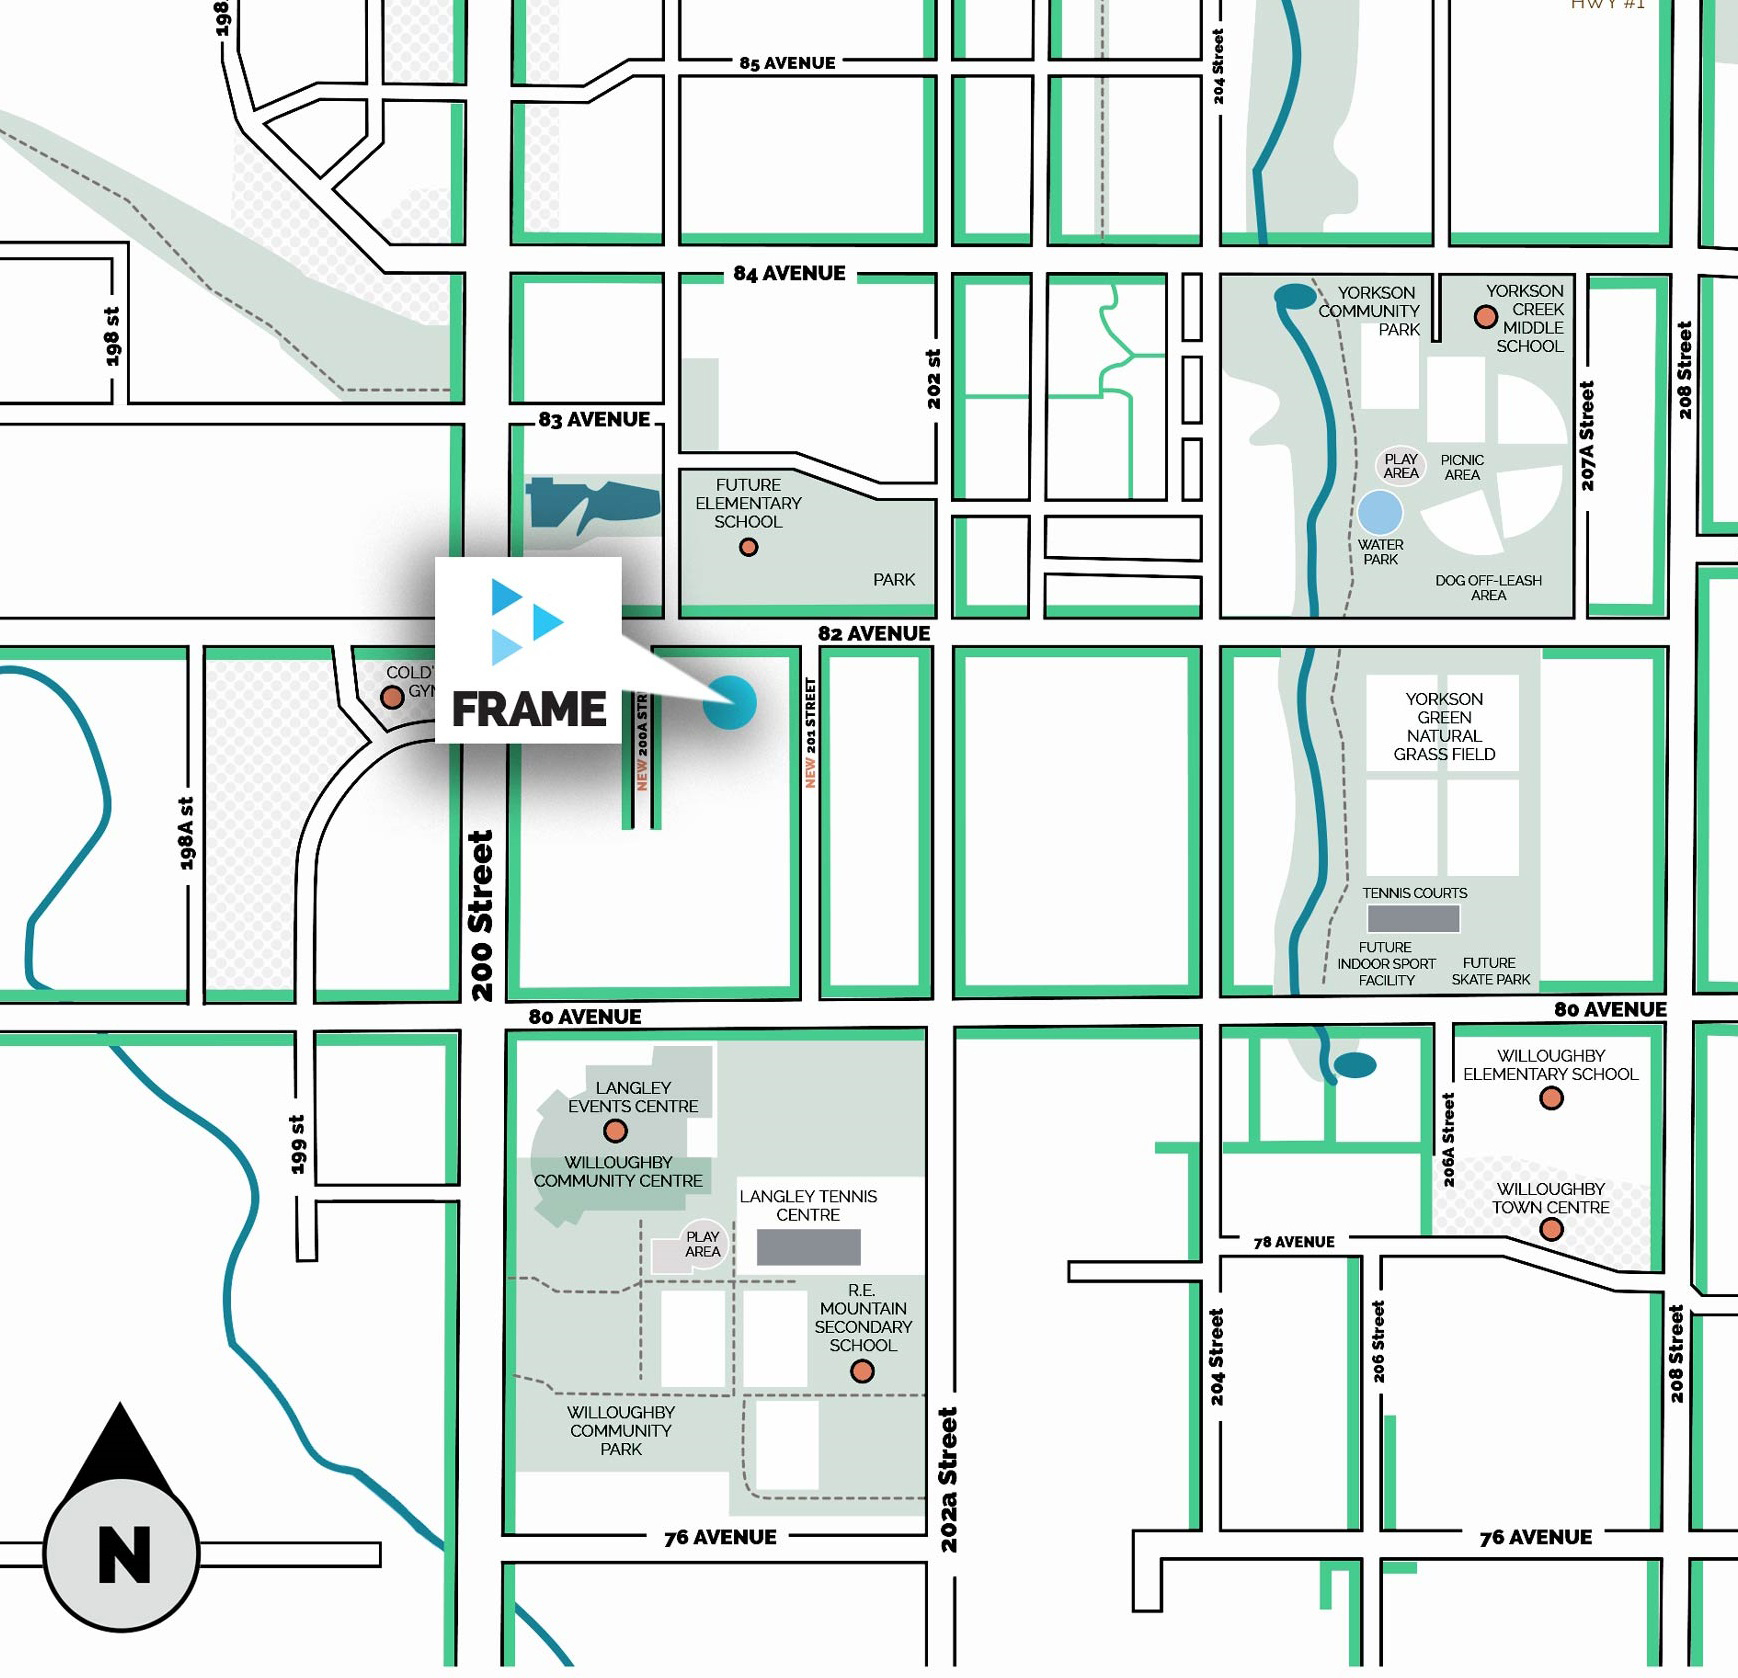 HWY #1
198
85 AVENUE
204 Street
84 AVENUE
198 st
202 st
YORKSON
COMMUNITY
PARK
YORKSON
CREEK
MIDDLE
SCHOOL
208 Street
207A Street
83 AVENUE
PLAY
AREA
PICNIC
AREA
FUTURE
ELEMENTARY
SCHOOL
WATER
PARK
PARK
DOG OFF-LEASH
AREA
82 AVENUE
COLD'
GYM
FRAME
NEW 200A STR
NEW 201 STREET
YORKSON
GREEN
NATURAL
GRASS FIELD
198A st
200 Street
TENNIS COURTS
FUTURE
INDOOR SPORT
FACILITY
FUTURE
SKATE PARK
80 AVENUE
80 AVENUE
LANGLEY
EVENTS CENTRE
WILLOUGHBY
COMMUNITY CENTRE
WILLOUGHBY
ELEMENTARY SCHOOL
199 st
206A Street
LANGLEY TENNIS
CENTRE
WILLOUGHBY
TOWN CENTRE
PLAY
AREA
78 AVENUE
R.E.
MOUNTAIN
SECONDARY
SCHOOL
204 Street
206 Street
208 Street
WILLOUGHBY
COMMUNITY
PARK
202a Street
76 AVENUE
76 AVENUE
N